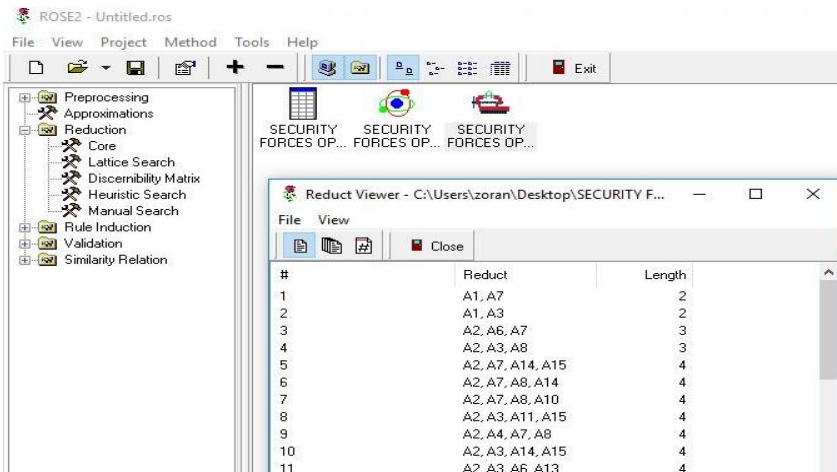 ROSE2 - Untitled.ros
File View Project Method Tools Help
Exit
Preprocessing
Approximations
Reduction
Core
Lattice Search
Discernibility Matrix
Heuristic Search
Manual Search
Rule Induction
Validation
Similarity Relation
SECURITY SECURITY SECURITY
FORCES OP... FORCES OP... FORCES OP...
Reduct Viewer - C:\Users\zoran\Desktop\SECURITY F...
File View
Close
# Reduct Length
1 A1, A7 2
2 A1, A3 2
3 A2, A6, A7 3
4 A2, A3, A8 3
5 A2, A7, A14, A15 4
6 A2, A7, A8, A14 4
7 A2, A7, A8, A10 4
8 A2, A3, A11, A15 4
9 A2, A4, A7, A8 4
10 A2, A3, A14, A15 4
11 A2, A3, A6, A13 4